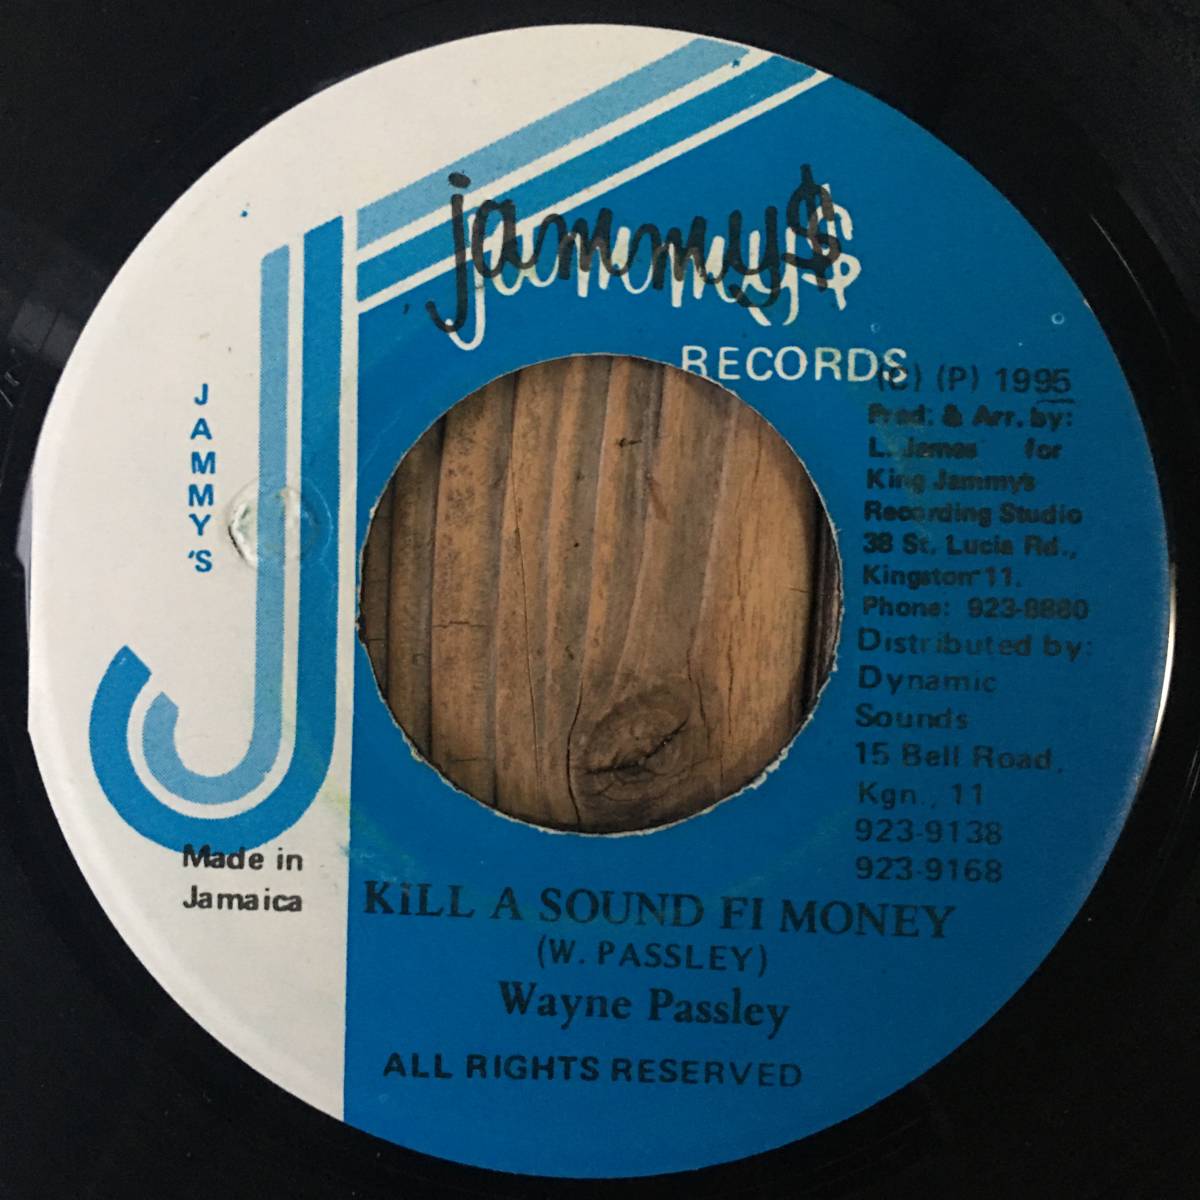 jammy$
jammy$
RECORDS
(C) (P) 1995
Prod. & Arr. by:
L. James for
King Jammy's
Recording Studio
38 St. Lucia Rd.,
Kingston 11.
Phone: 923-8880
Distributed by:
Dynamic
Sounds
15 Bell Road,
Kgn., 11
923-9138
923-9168
JAMMY'S
Made in
Jamaica
KiLL A SOUND FI MONEY
(W. PASSLEY)
Wayne Passley
ALL RIGHTS RESERVED